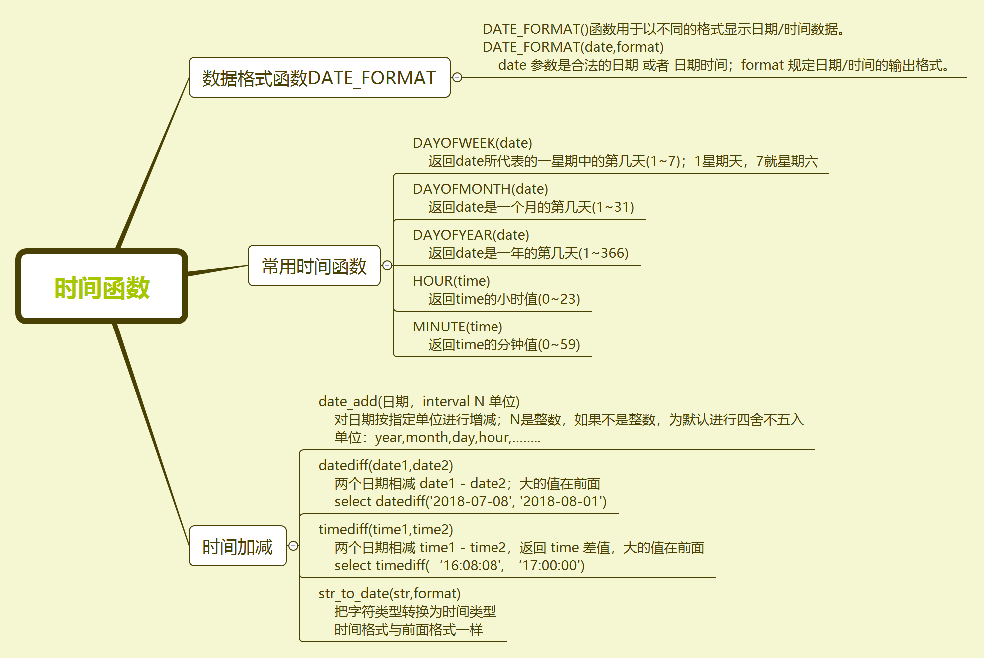 时间函数
数据格式函数DATE_FORMAT
DATE_FORMAT()函数用于以不同的格式显示日期/时间数据。
DATE_FORMAT(date,format)
date 参数是合法的日期 或者 日期时间；format 规定日期/时间的输出格式。
常用时间函数
DAYOFWEEK(date)
返回date所代表的一星期中的第几天(1~7)；1星期天，7就星期六
DAYOFMONTH(date)
返回date是一个月的第几天(1~31)
DAYOFYEAR(date)
返回date是一年的第几天(1~366)
HOUR(time)
返回time的小时值(0~23)
MINUTE(time)
返回time的分钟值(0~59)
时间加减
date_add(日期，interval N 单位)
对日期按指定单位进行增减；N是整数，如果不是整数，为默认进行四舍不五入
单位：year,month,day,hour,........
datediff(date1,date2)
两个日期相减 date1 - date2；大的值在前面
select datediff('2018-07-08', '2018-08-01')
timediff(time1,time2)
两个日期相减 time1 - time2，返回 time 差值，大的值在前面
select timediff(   '16:08:08',   '17:00:00')
str_to_date(str,format)
把字符类型转换为时间类型
时间格式与前面格式一样